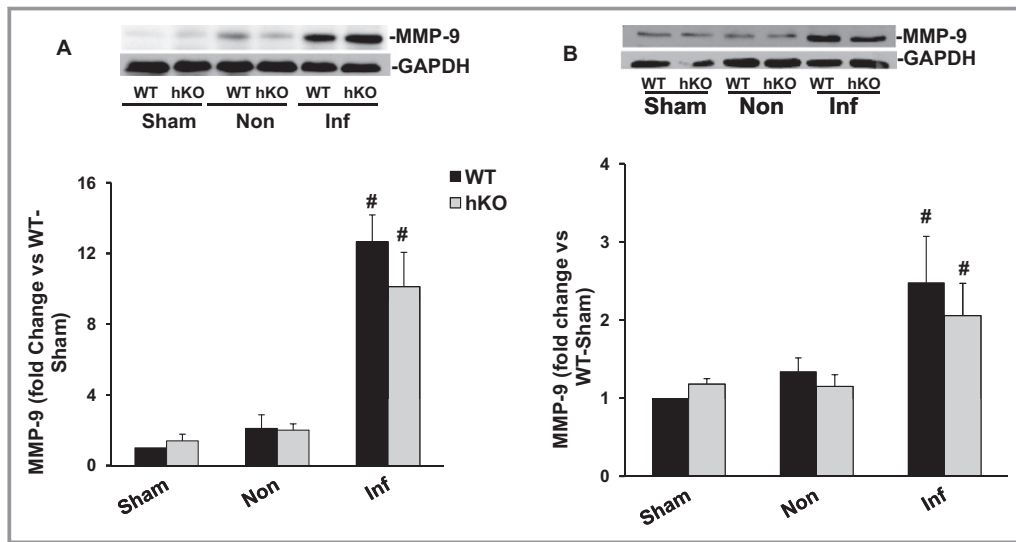 A
-MMP-9
-GAPDH
WT hKO WT hKO WT hKO
Sham Non Inf
MMP-9 (fold Change vs WT-
Sham)
16
12
8
4
0
# #
Sham Non Inf
WT
hKO
B
-MMP-9
-GAPDH
WT hKO WT hKO WT hKO
Sham Non Inf
MMP-9 (fold change vs
WT-Sham)
4
3
2
1
0
# #
Sham Non Inf